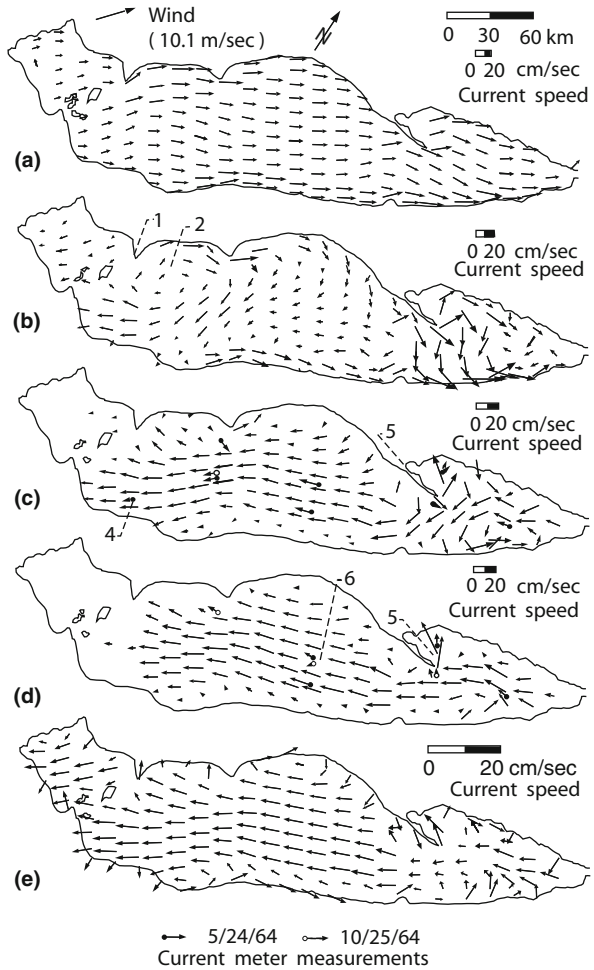 Wind
( 10.1 m/sec )
N
0 30 60 km
0 20 cm/sec
Current speed
(a)
1
2
0 20 cm/sec
Current speed
(b)
0 20 cm/sec
Current speed
5
(c)
4
0 20 cm/sec
Current speed
6
5
(d)
0 20 cm/sec
Current speed
(e)
5/24/64 10/25/64
Current meter measurements